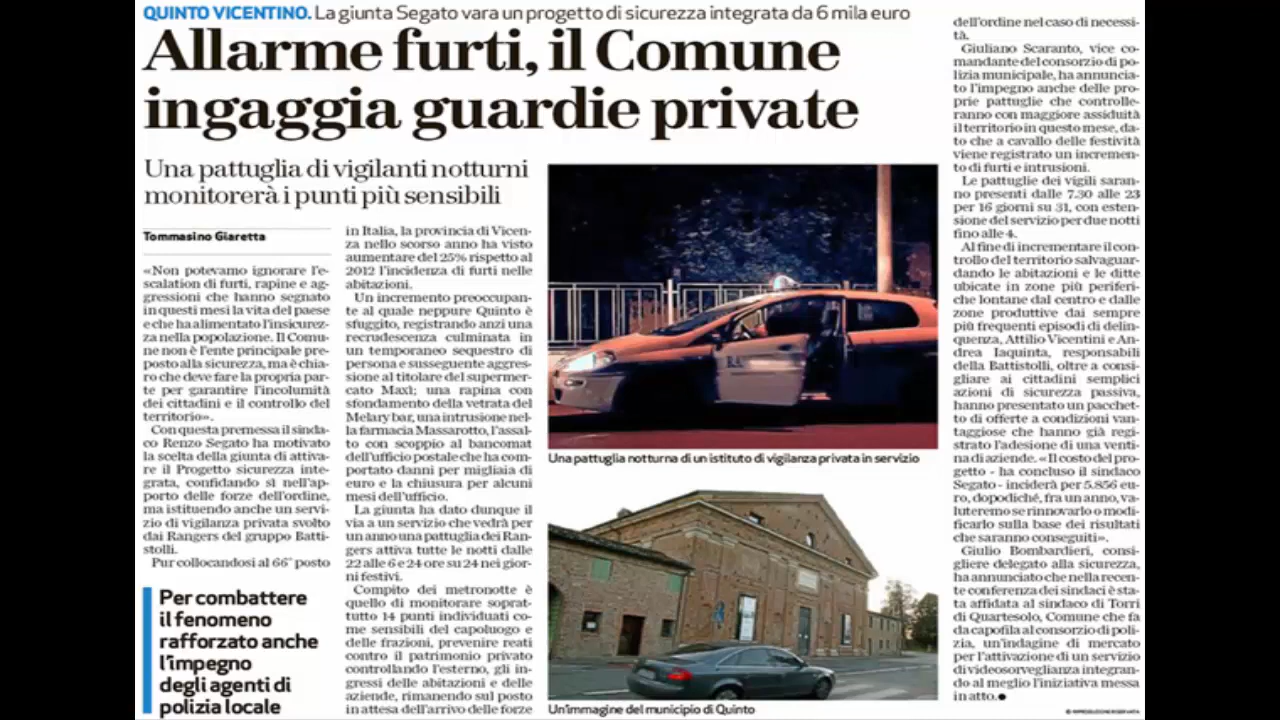 QUINTO VICENTINO. La giunta Segato vara un progetto di sicurezza integrata da 6 mila euro
Allarme furti, il Comune
ingaggia guardie private
Una pattuglia di vigilanti notturni
monitorerà i punti più sensibili
Tommasino Giaretta
«Non potevamo ignorare l'e-
scalation di furti, rapine e ag-
gressioni che hanno segnato
in questi mesi la vita del paese
e che ha alimentato l'insicurez-
za nella popolazione. Il Comu-
ne non è l'ente principale pre-
posto alla sicurezza, ma è chia-
ro che deve fare la propria par-
te per garantire l'incolumità
dei cittadini e il controllo del
territorio».
Con questa premessa il sinda-
co Renzo Segato ha motivato
la scelta della giunta di attiva-
re il Progetto sicurezza inte-
grata, confidando sì nell'ap-
porto delle forze dell'ordine,
ma istituendo anche un servi-
zio di vigilanza privata svolto
dai Rangers del gruppo Batti-
stolli.
Pur collocandosi al 66° posto
Per combattere
il fenomeno
rafforzato anche
l'impegno
degli agenti di
polizia locale
in Italia, la provincia di Vicen-
za nello scorso anno ha visto
aumentare del 25% rispetto al
2012 l'incidenza di furti nelle
abitazioni.
Un incremento preoccupan-
te al quale neppure Quinto è
sfuggito, registrando anzi una
recrudescenza culminata in
un temporaneo sequestro di
persona e susseguente aggres-
sione al titolare del supermer-
cato Maxì; una rapina con
sfondamento della vetrata del
Melary bar, una intrusione nel-
la farmacia Massarotto, l'assal-
to con scoppio al bancomat
dell'ufficio postale che ha com-
portato danni per migliaia di
euro e la chiusura per alcuni
mesi dell'ufficio.
La giunta ha dato dunque il
via a un servizio che vedrà per
un anno una pattuglia dei Ran-
gers attiva tutte le notti dalle
22 alle 6 e 24 ore su 24 nei gior-
ni festivi.
Compito dei metronotte è
quello di monitorare soprat-
tutto 14 punti individuati co-
me sensibili del capoluogo e
delle frazioni, prevenire reati
contro il patrimonio privato
controllando l'esterno, gli in-
gressi delle abitazioni e delle
aziende, rimanendo sul posto
in attesa dell'arrivo delle forze
Una pattuglia notturna di un istituto di vigilanza privata in servizio
Un'immagine del municipio di Quinto
dell'ordine nel caso di necessi-
tà.
Giuliano Scaranto, vice co-
mandante del consorzio di po-
lizia municipale, ha annuncia-
to l'impegno anche delle pro-
prie pattuglie che controlle-
ranno con maggiore assiduità
il territorio in questo mese, da-
to che a cavallo delle festività
viene registrato un incremen-
to di furti e intrusioni.
Le pattuglie dei vigili saran-
no presenti dalle 7.30 alle 23
per 16 giorni su 31, con esten-
sione del servizio per due notti
fino alle 4.
Al fine di incrementare il con-
trollo del territorio salvaguar-
dando le abitazioni e le ditte
ubicate in zone più periferi-
che lontane dal centro e dalle
zone produttive dai sempre
più frequenti episodi di delin-
quenza, Attilio Vicentini e An-
drea Iaquinta, responsabili
della Battistolli, oltre a consi-
gliare ai cittadini semplici
azioni di sicurezza passiva,
hanno presentato un pacchet-
to di offerte a condizioni van-
taggiose che hanno già regi-
strato l'adesione di una venti-
na di aziende. «Il costo del pro-
getto - ha concluso il sindaco
Segato - inciderà per 5.856 eu-
ro, dopodiché, fra un anno, va-
luteremo se rinnovarlo o modi-
ficarlo sulla base dei risultati
che saranno conseguiti».
Giulio Bombardieri, consi-
gliere delegato alla sicurezza,
ha annunciato che nella recen-
te conferenza dei sindaci è sta-
ta affidata al sindaco di Torri
di Quartesolo, Comune che fa
da capofila al consorzio di poli-
zia, un'indagine di mercato
per l'attivazione di un servizio
di videosorveglianza integran-
do al meglio l'iniziativa messa
in atto.●
© RIPRODUZIONE RISERVATA